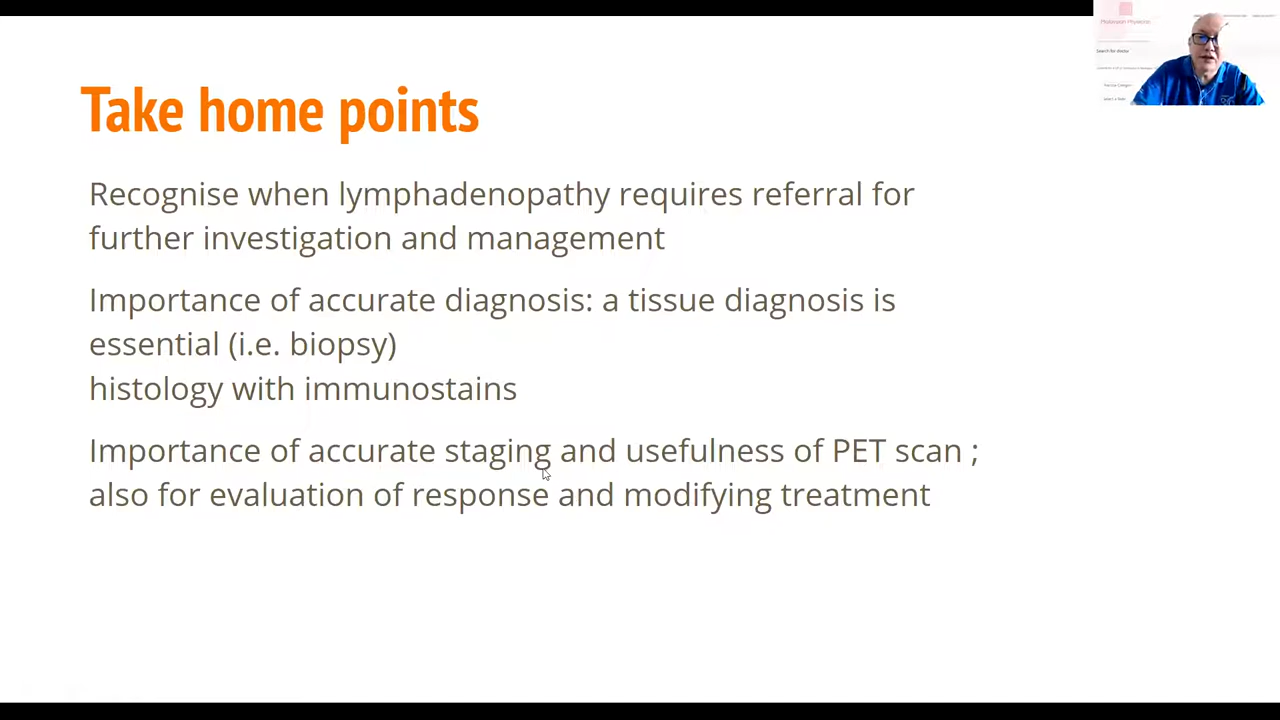 Take home points
Recognise when lymphadenopathy requires referral for
further investigation and management
Importance of accurate diagnosis: a tissue diagnosis is
essential (i.e. biopsy)
histology with immunostains
Importance of accurate staging and usefulness of PET scan ;
also for evaluation of response and modifying treatment